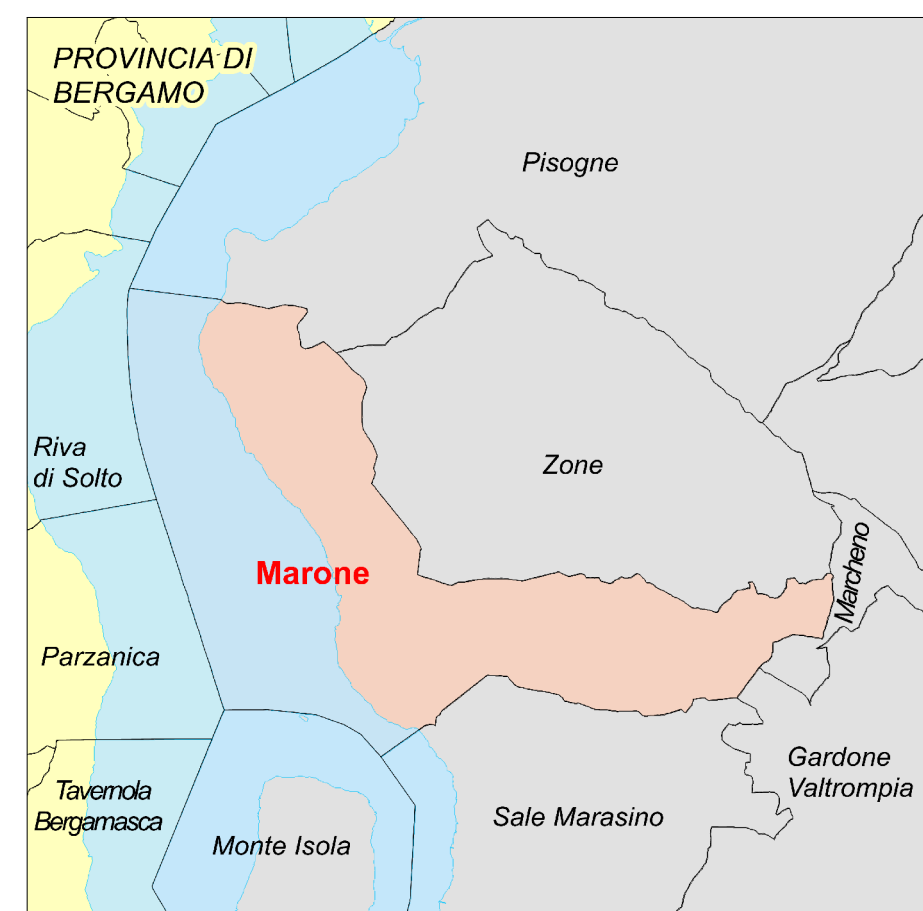 PROVINCIA DI
BERGAMO
Pisogne
Riva
di Solto
Zone
Marone
Marcheno
Parzanica
Gardone
Valtrompia
Tavernola
Bergamasca
Sale Marasino
Monte Isola